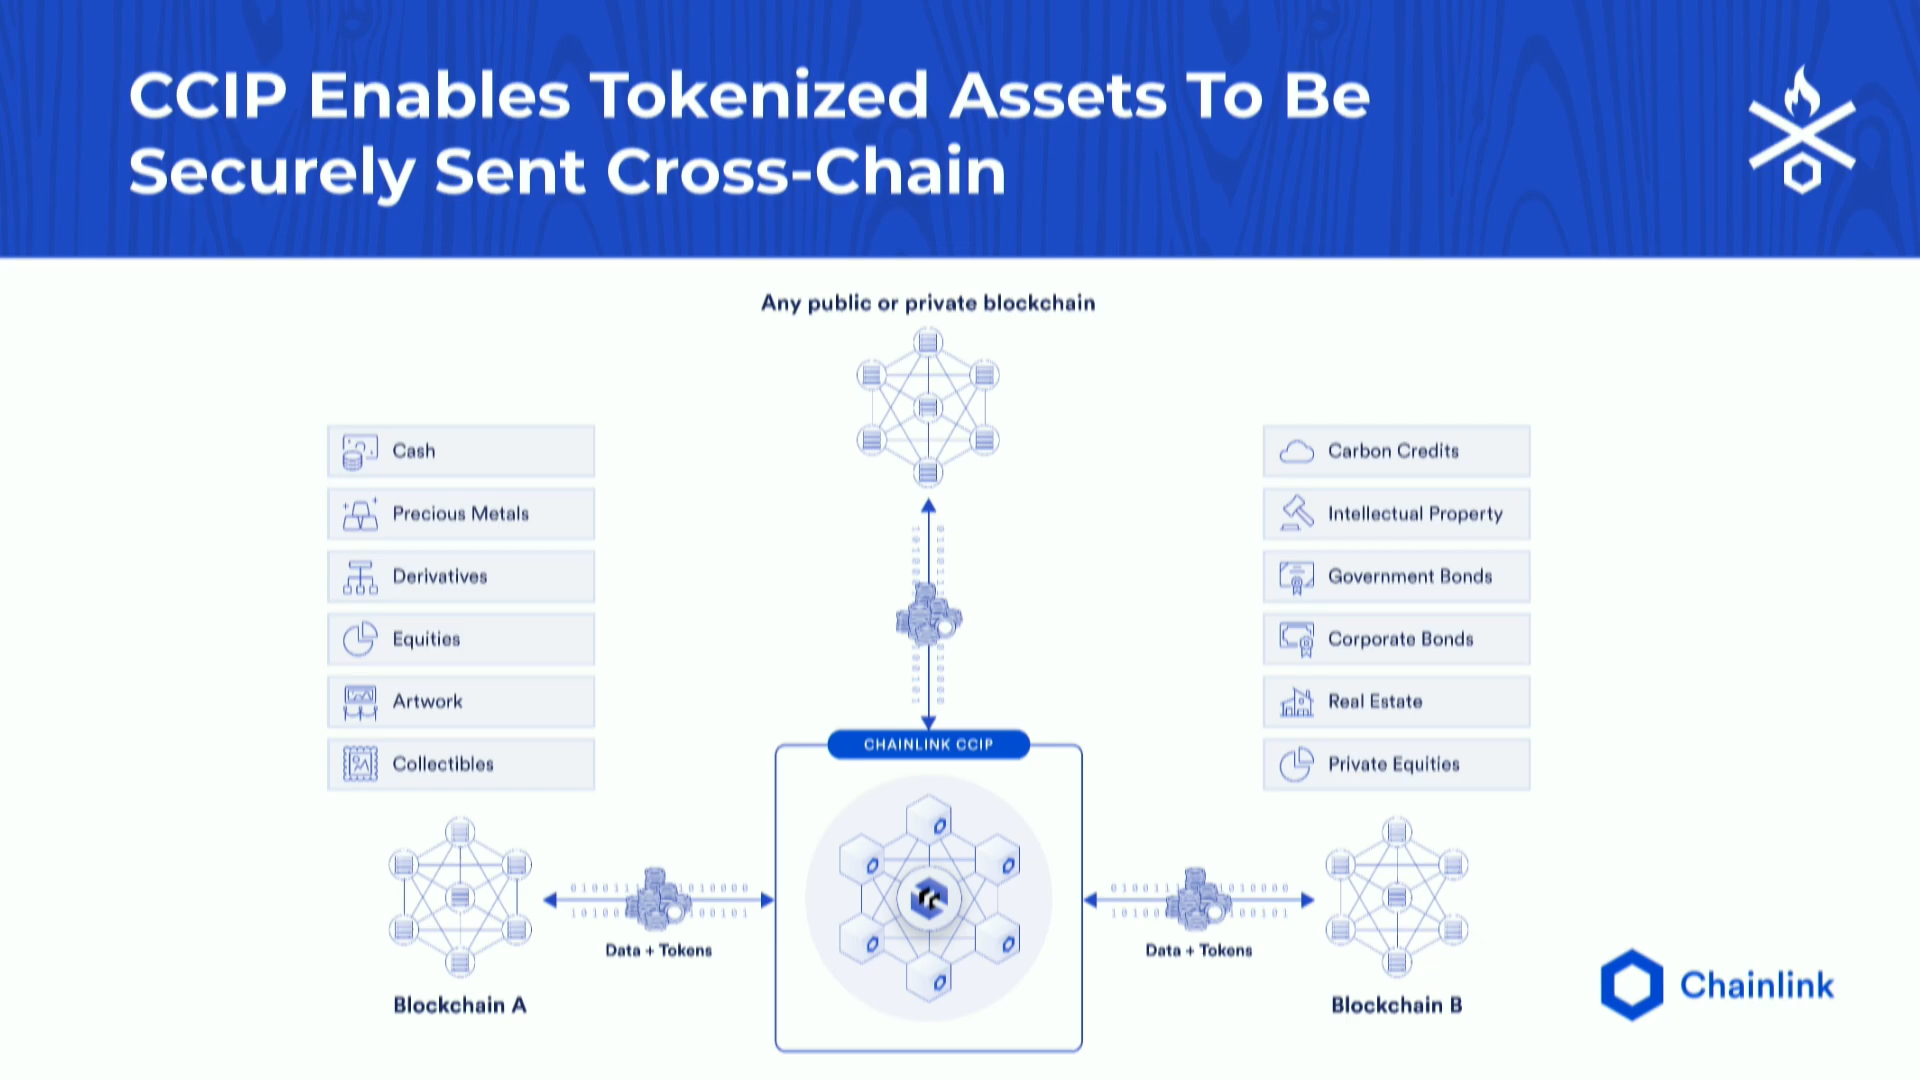 CCIP Enables Tokenized Assets To Be
Securely Sent Cross-Chain
Any public or private blockchain
Cash
Precious Metals
Derivatives
Equities
Artwork
Collectibles
Carbon Credits
Intellectual Property
Government Bonds
Corporate Bonds
Real Estate
Private Equities
CHAINLINK CCIP
Data + Tokens
Data + Tokens
Blockchain A
Blockchain B
Chainlink